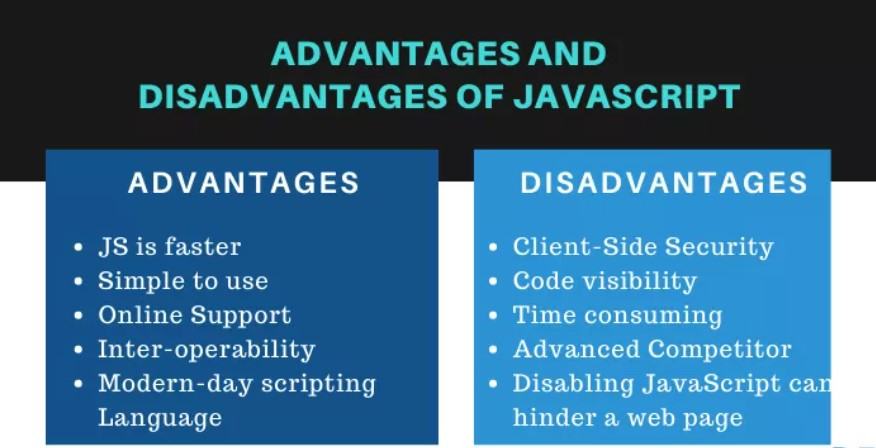 ADVANTAGES AND
DISADVANTAGES OF JAVASCRIPT
ADVANTAGES
• JS is faster
• Simple to use
• Online Support
• Inter-operability
• Modern-day scripting
Language
DISADVANTAGES
• Client-Side Security
• Code visibility
• Time consuming
• Advanced Competitor
• Disabling JavaScript can
hinder a web page